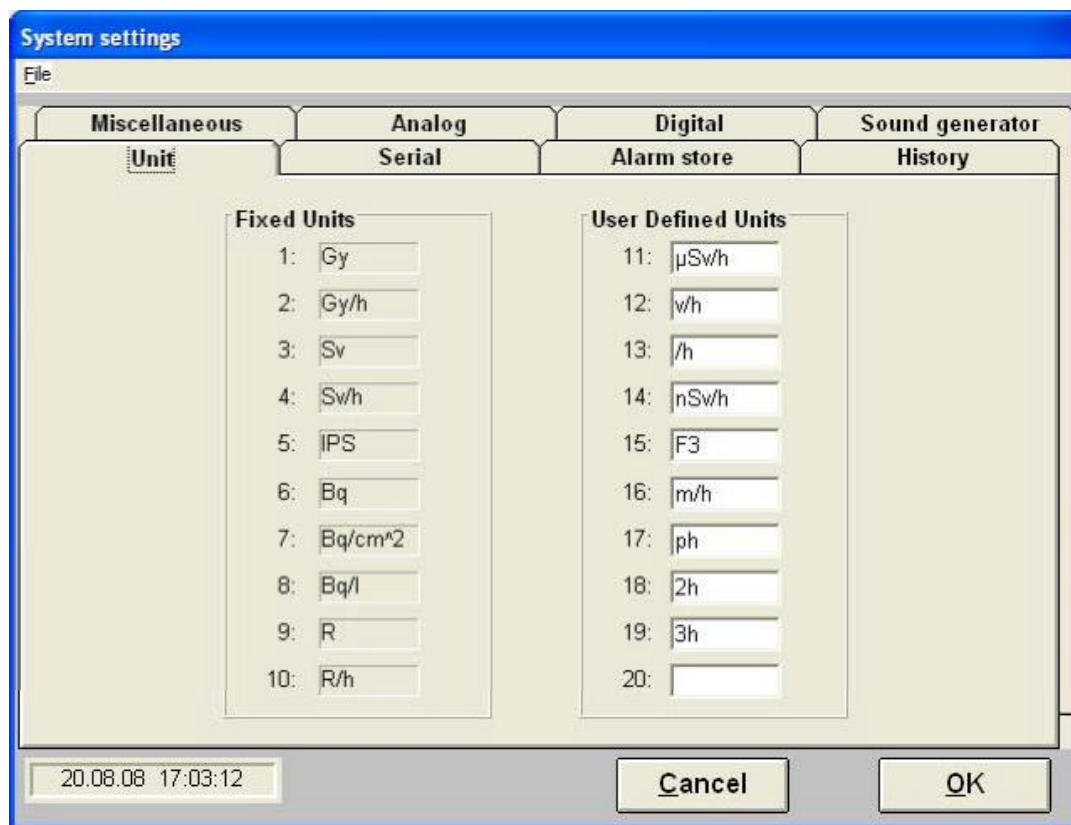 System settings
File
Miscellaneous Analog Digital Sound generator
Unit Serial Alarm store History
Fixed Units User Defined Units
1: Gy 11: µSv/h
2: Gy/h 12: v/h
3: Sv 13: /h
4: Sv/h 14: nSv/h
5: IPS 15: F3
6: Bq 16: m/h
7: Bq/cm^2 17: ph
8: Bq/l 18: 2h
9: R 19: 3h
10: R/h 20:
20.08.08 17:03:12 Cancel OK